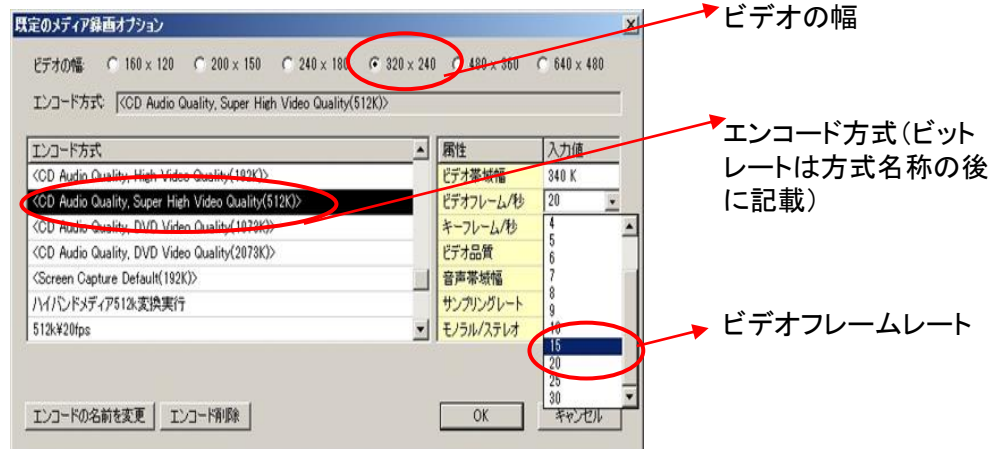 既定のメディア録画オプション
ビデオの幅
ビデオの幅: 160 x 120 200 x 150 240 x 180 320 x 240 480 x 360 640 x 480
エンコード方式: <CD Audio Quality, Super High Video Quality(512K)>
エンコード方式(ビット
レートは方式名称の後
に記載)
エンコード方式
属性 入力値
<CD Audio Quality, High Video Quality(192K)>
ビデオ帯域幅 340 K
<CD Audio Quality, Super High Video Quality(512K)>
ビデオフレーム/秒 20
<CD Audio Quality, DVD Video Quality(1073K)>
キーフレーム/秒
<CD Audio Quality, DVD Video Quality(2073K)>
ビデオ品質
<Screen Capture Default(192K)>
音声帯域幅
ハイバンドメディア512k変換実行
サンプリングレート
512k¥20fps
モノラル/ステレオ
4
5
6
7
8
9
10
15
20
25
30
ビデオフレームレート
エンコードの名前を変更 エンコード削除 OK キャンセル